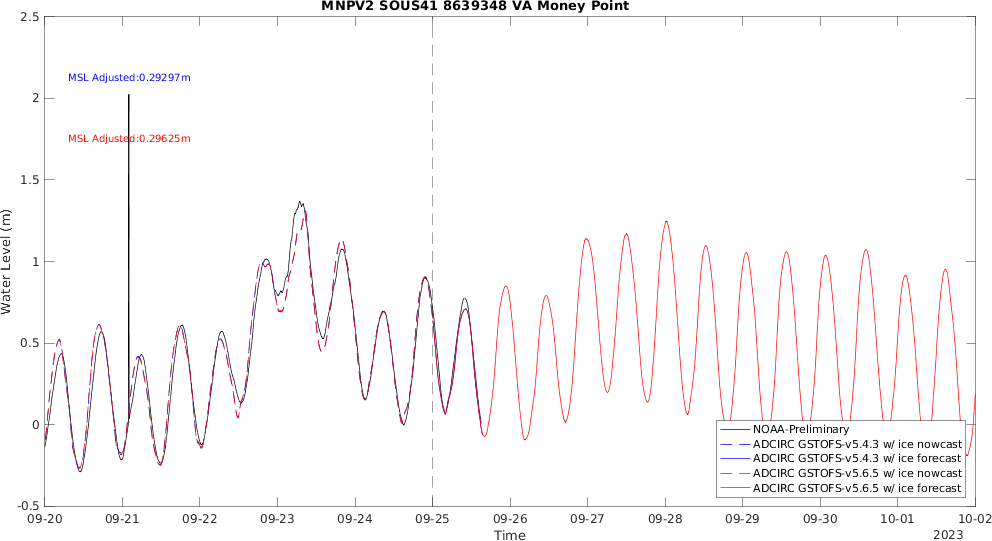 MNPV2 SOUS41 8639348 VA Money Point
2.5
2
1.5
1
0.5
0
-0.5
Water Level (m)
MSL Adjusted:0.29297m
MSL Adjusted:0.29625m
NOAA-Preliminary
ADCIRC GSTOFS-v5.4.3 w/ ice nowcast
ADCIRC GSTOFS-v5.4.3 w/ ice forecast
ADCIRC GSTOFS-v5.6.5 w/ ice nowcast
ADCIRC GSTOFS-v5.6.5 w/ ice forecast
09-20 09-21 09-22 09-23 09-24 09-25 09-26 09-27 09-28 09-29 09-30 10-01 10-02
Time
2023